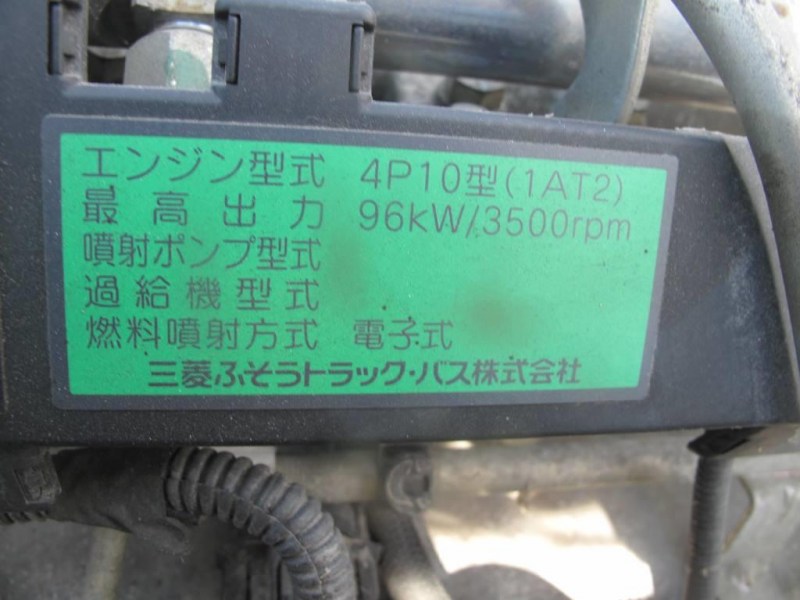 エンジン型式 4P10型(1AT2)
最高出力 96kW/3500rpm
噴射ポンプ型式
過給機型式
燃料噴射方式 電子式
三菱ふそうトラック・バス株式会社